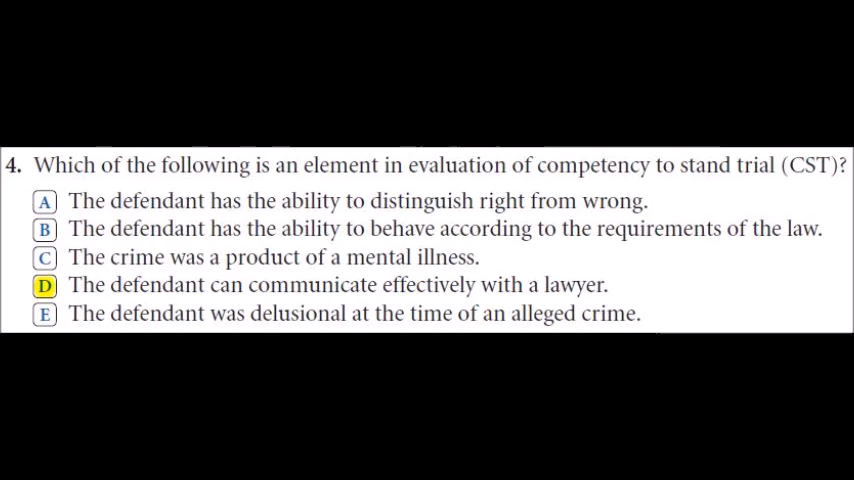 4. Which of the following is an element in evaluation of competency to stand trial (CST)?
A The defendant has the ability to distinguish right from wrong.
B The defendant has the ability to behave according to the requirements of the law.
C The crime was a product of a mental illness.
D The defendant can communicate effectively with a lawyer.
E The defendant was delusional at the time of an alleged crime.